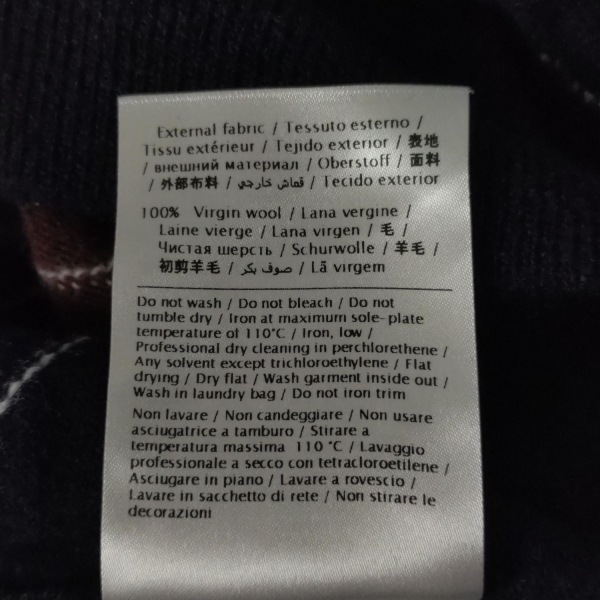 External fabric / Tessuto esterno /
Tissu extérieur / Tejido exterior / 表地
/ внешний материал / Oberstoff / 面料
/ 外部布料 / قماش خارجي / Tecido exterior
100% Virgin wool / Lana vergine /
Laine vierge / Lana virgen / 毛 /
Чистая шерсть / Schurwolle / 羊毛 /
初剪羊毛 / صوف بكر / Lã virgem
Do not wash / Do not bleach / Do not
tumble dry / Iron at maximum sole-plate
temperature of 110°C / Iron, low /
Professional dry cleaning in perchlorethene /
Any solvent except trichloroethylene / Flat
drying / Dry flat / Wash garment inside out /
Wash in laundry bag / Do not iron trim
Non lavare / Non candeggiare / Non usare
asciugatrice a tamburo / Stirare a
temperatura massima 110 °C / Lavaggio
professionale a secco con tetracloroetilene /
Asciugare in piano / Lavare a rovescio /
Lavare in sacchetto di rete / Non stirare le
decorazioni